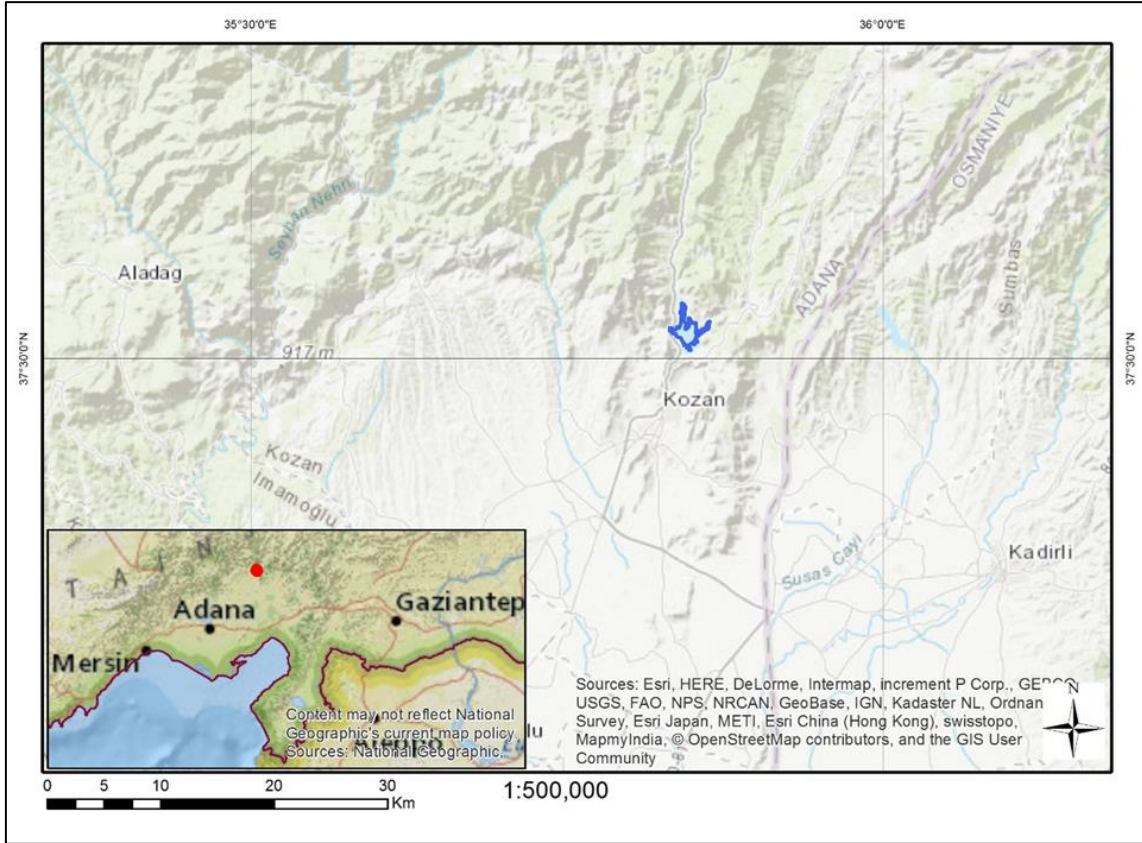 35°30'0"E
36°0'0"E
37°30'0"N
37°30'0"N
OSMANIYE
ADANA
Seyhan Nehri
Aladag
Sumbas
917 m
Kozan
Kozan
Imamoglu
Kadirli
Susas Cayi
T A I N
Adana
Gaziantep
Mersin
Aleppo
Content may not reflect National
Geographic's current map policy.
Sources: National Geographic,
Sources: Esri, HERE, DeLorme, Intermap, increment P Corp., GEBCO,
USGS, FAO, NPS, NRCAN, GeoBase, IGN, Kadaster NL, Ordnan
Survey, Esri Japan, METI, Esri China (Hong Kong), swisstopo,
MapmyIndia, © OpenStreetMap contributors, and the GIS User
Community
N
0 5 10 20 30
Km
1:500,000